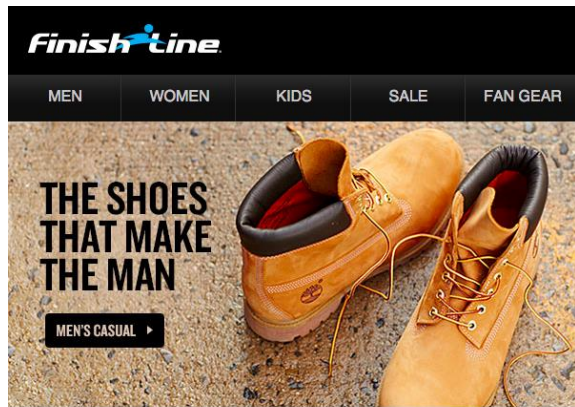 Finish Line
MEN WOMEN KIDS SALE FAN GEAR
THE SHOES
THAT MAKE
THE MAN
MEN'S CASUAL